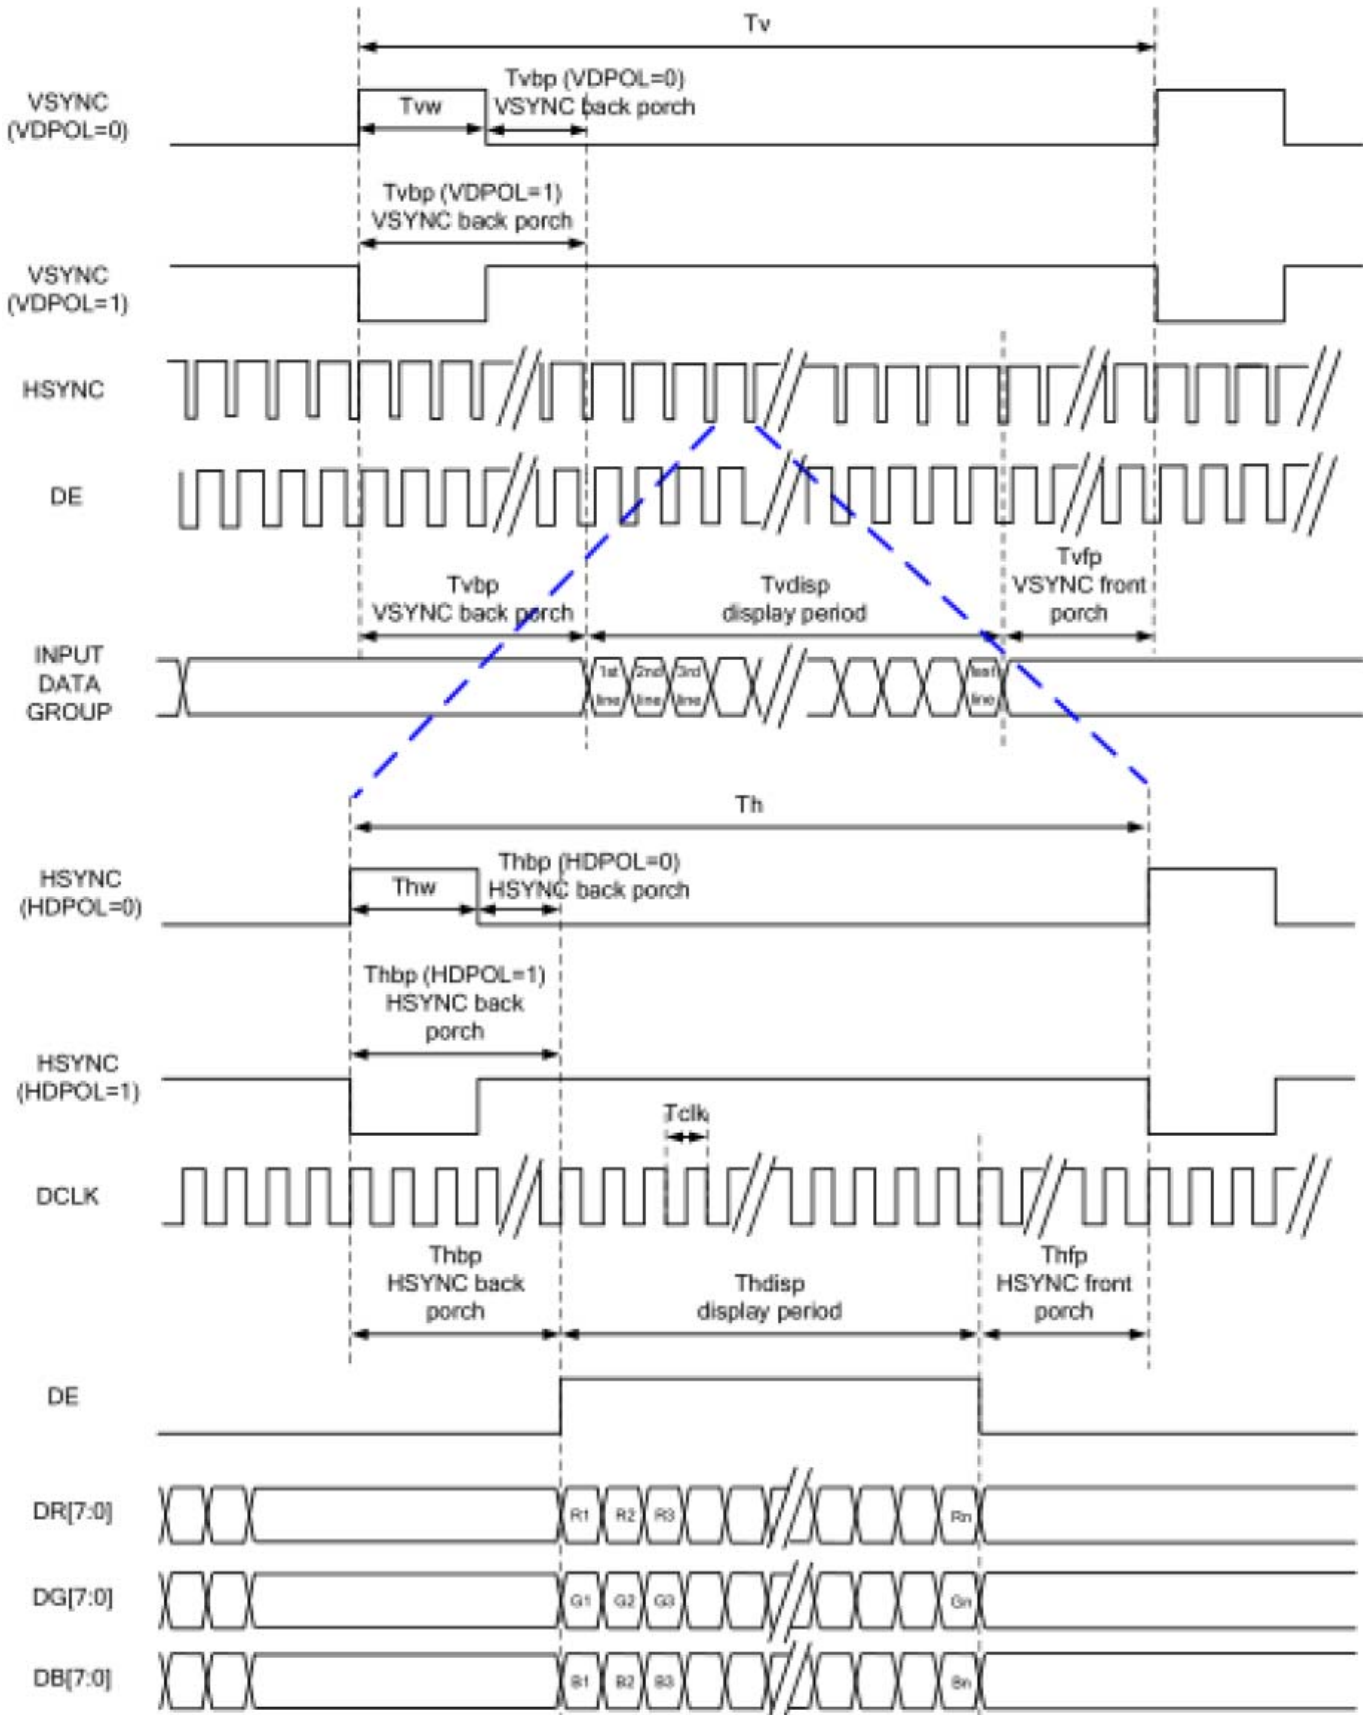 Tv
Tvbp (VDPOL=0)
VSYNC back porch
VSYNC
(VDPOL=0)
Tvw
Tvbp (VDPOL=1)
VSYNC back porch
VSYNC
(VDPOL=1)
HSYNC
DE
Tvbp
VSYNC back porch
Tvdisp
display period
Tvfp
VSYNC front
porch
INPUT
DATA
GROUP
1st
line
2nd
line
3rd
line
last
line
Th
HSYNC
(HDPOL=0)
Thw
Thbp (HDPOL=0)
HSYNC back porch
Thbp (HDPOL=1)
HSYNC back
porch
HSYNC
(HDPOL=1)
Tclk
DCLK
Thbp
HSYNC back
porch
Thdisp
display period
Thfp
HSYNC front
porch
DE
DR[7:0]
R1 R2 R3 Rn
DG[7:0]
G1 G2 G3 Gn
DB[7:0]
B1 B2 B3 Bn